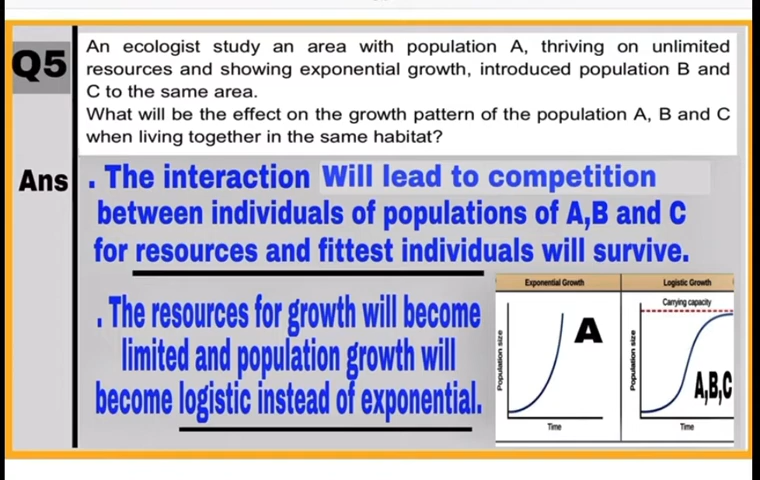 Q5
An ecologist study an area with population A, thriving on unlimited
resources and showing exponential growth, introduced population B and
C to the same area.
What will be the effect on the growth pattern of the population A, B and C
when living together in the same habitat?
Ans
. The interaction Will lead to competition
between individuals of populations of A,B and C
for resources and fittest individuals will survive.
. The resources for growth will become
limited and population growth will
become logistic instead of exponential.
Exponential Growth
Population size
A
Time
Logistic Growth
Carrying capacity
Population size
A,B,C
Time